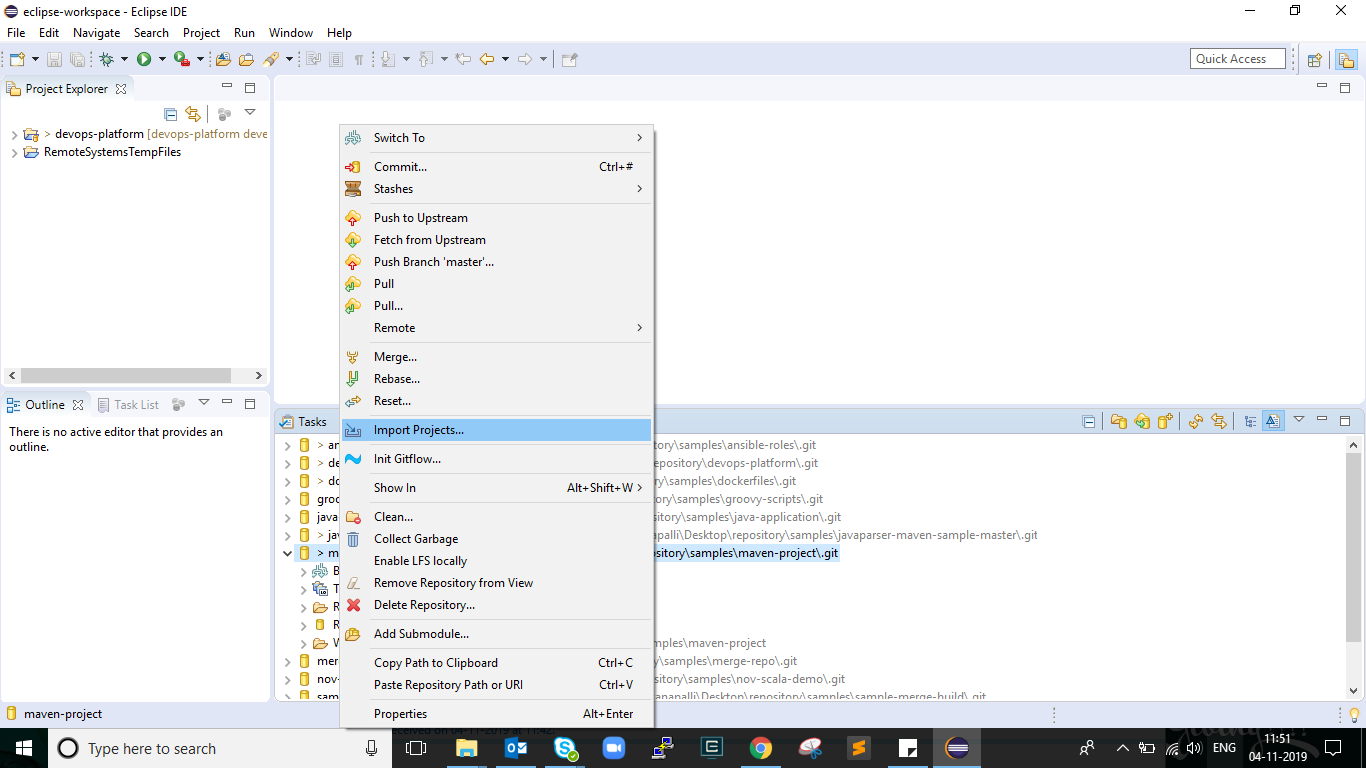 eclipse-workspace - Eclipse IDE
File Edit Navigate Search Project Run Window Help
Quick Access
Project Explorer
> devops-platform [devops-platform deve
RemoteSystemsTempFiles
Outline Task List
There is no active editor that provides an
outline.
Switch To
Commit... Ctrl+#
Stashes
Push to Upstream
Fetch from Upstream
Push Branch 'master'...
Pull
Pull...
Remote
Merge...
Rebase...
Reset...
Import Projects...
Init Gitflow...
Show In Alt+Shift+W
Clean...
Collect Garbage
Enable LFS locally
Remove Repository from View
Delete Repository...
Add Submodule...
Copy Path to Clipboard Ctrl+C
Paste Repository Path or URI Ctrl+V
Properties Alt+Enter
Tasks
> an tory\samples\ansible-roles\.git
> de repository\devops-platform\.git
> do ry\samples\dockerfiles\.git
groo tory\samples\groovy-scripts\.git
java sitory\samples\java-application\.git
> jav apalli\Desktop\repository\samples\javaparser-maven-sample-master\.git
> m ository\samples\maven-project\.git
B
T
R
R
W mples\maven-project
mer y\samples\merge-repo\.git
nov- sitory\samples\nov-scala-demo\.git
sam anapalli\Desktop\repository\samples\sample-merge-build\.git
maven-project
received on 04-11-2019 at 11:42.
Type here to search
ENG
11:51
04-11-2019